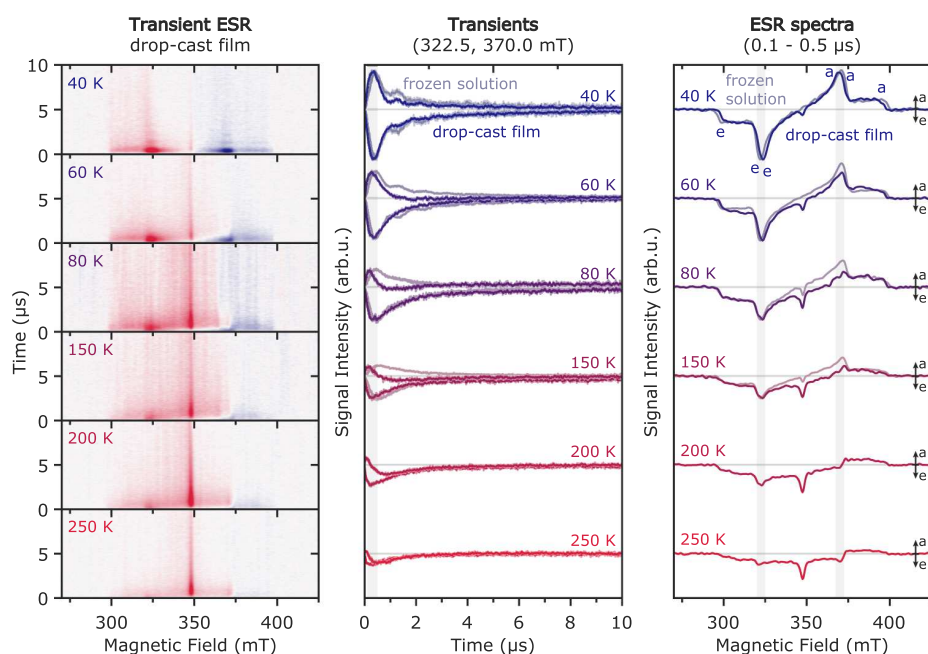 Transient ESR
drop-cast film
Time (µs)
10
5
0
5
0
5
0
5
0
5
0
5
0
40 K
60 K
80 K
150 K
200 K
250 K
300
350
400
Magnetic Field (mT)
Transients
(322.5, 370.0 mT)
Signal Intensity (arb.u.)
frozen solution
40 K
drop-cast film
60 K
80 K
150 K
200 K
250 K
0
2
4
6
8
10
Time (µs)
ESR spectra
(0.1 - 0.5 µs)
Signal Intensity (arb.u.)
40 K
frozen
solution
a
a
a
e
drop-cast film
e
e
a
e
60 K
a
e
80 K
a
e
150 K
a
e
200 K
a
e
250 K
a
e
300
350
400
Magnetic Field (mT)